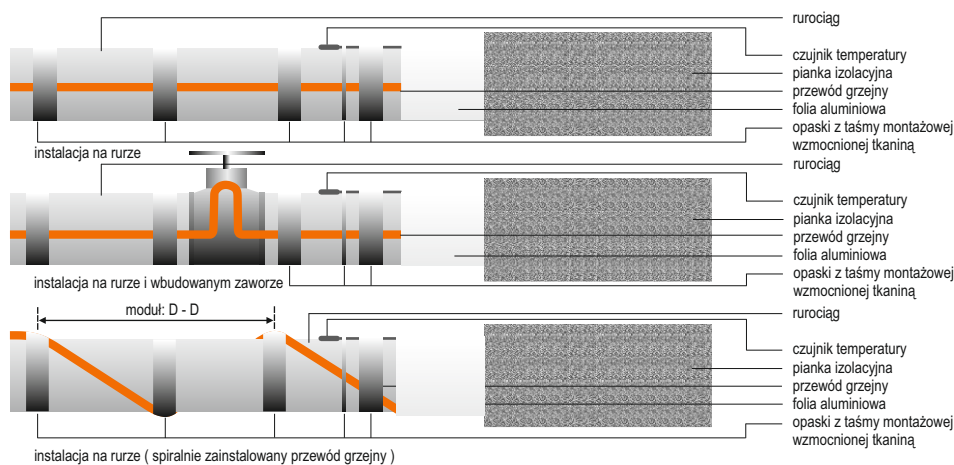 rurociąg
czujnik temperatury
pianka izolacyjna
przewód grzejny
folia aluminiowa
opaski z taśmy montażowej
wzmocnionej tkaniną
instalacja na rurze
rurociąg
czujnik temperatury
pianka izolacyjna
przewód grzejny
folia aluminiowa
opaski z taśmy montażowej
wzmocnionej tkaniną
instalacja na rurze i wbudowanym zaworze
moduł: D - D
rurociąg
czujnik temperatury
pianka izolacyjna
przewód grzejny
folia aluminiowa
opaski z taśmy montażowej
wzmocnionej tkaniną
instalacja na rurze ( spiralnie zainstalowany przewód grzejny )